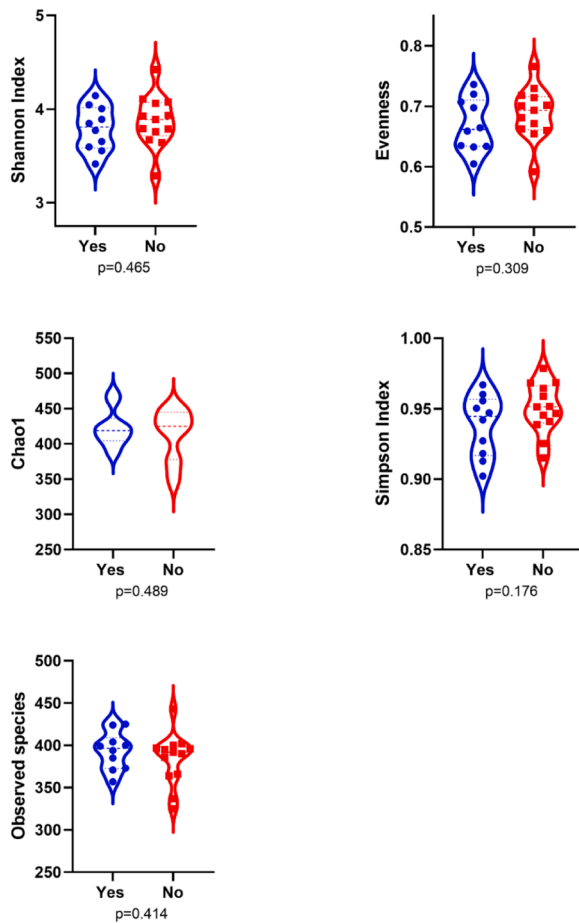 Shannon Index
5
4
3
Yes No
p=0.465
Evenness
0.8
0.7
0.6
0.5
Yes No
p=0.309
Chao1
550
500
450
400
350
300
250
Yes No
p=0.489
Simpson Index
1.00
0.95
0.90
0.85
Yes No
p=0.176
Observed species
500
450
400
350
300
250
Yes No
p=0.414